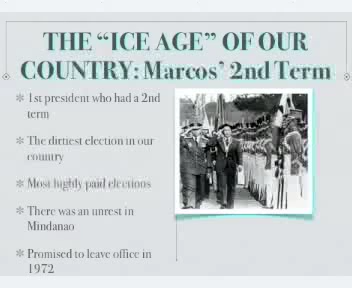 THE “ICE AGE” OF OUR
COUNTRY: Marcos’ 2nd Term
1st president who had a 2nd
term
The dirtiest election in our
country
Most highly paid elections
There was an unrest in
Mindanao
Promised to leave office in
1972